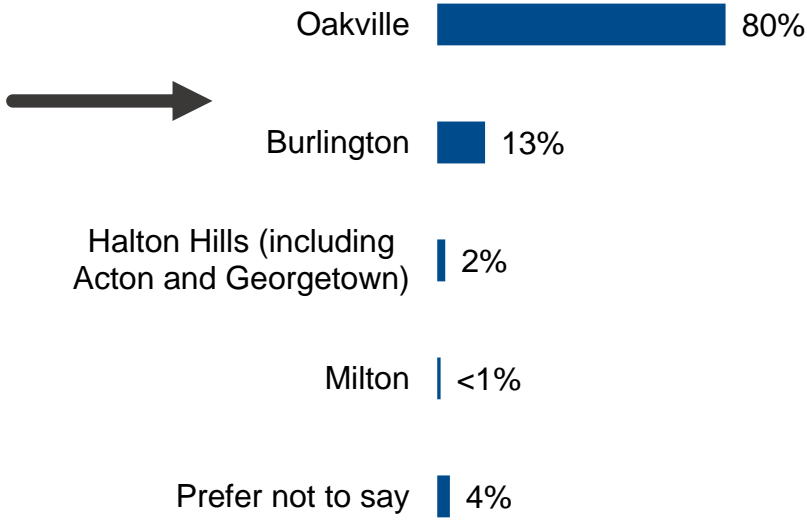 Oakville 80%
Burlington 13%
Halton Hills (including
Acton and Georgetown) 2%
Milton <1%
Prefer not to say 4%